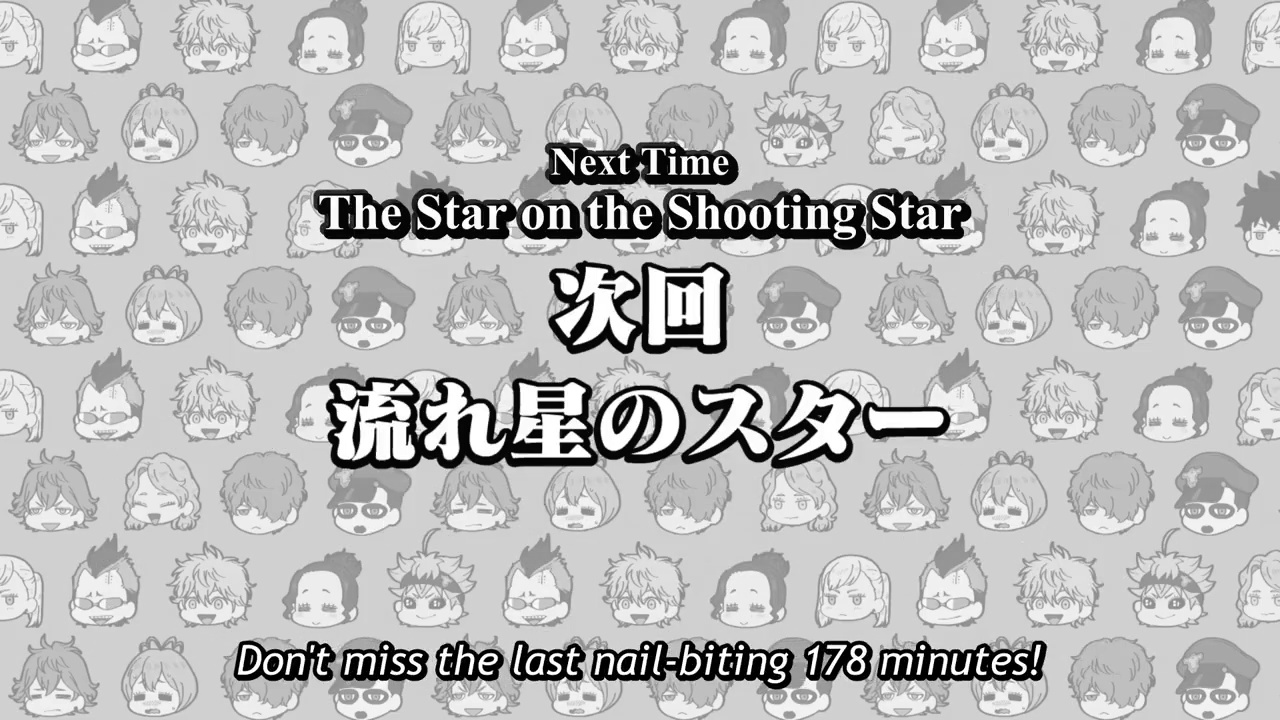 Next Time
The Star on the Shooting Star
次回
流れ星のスター
Don't miss the last nail-biting 178 minutes!